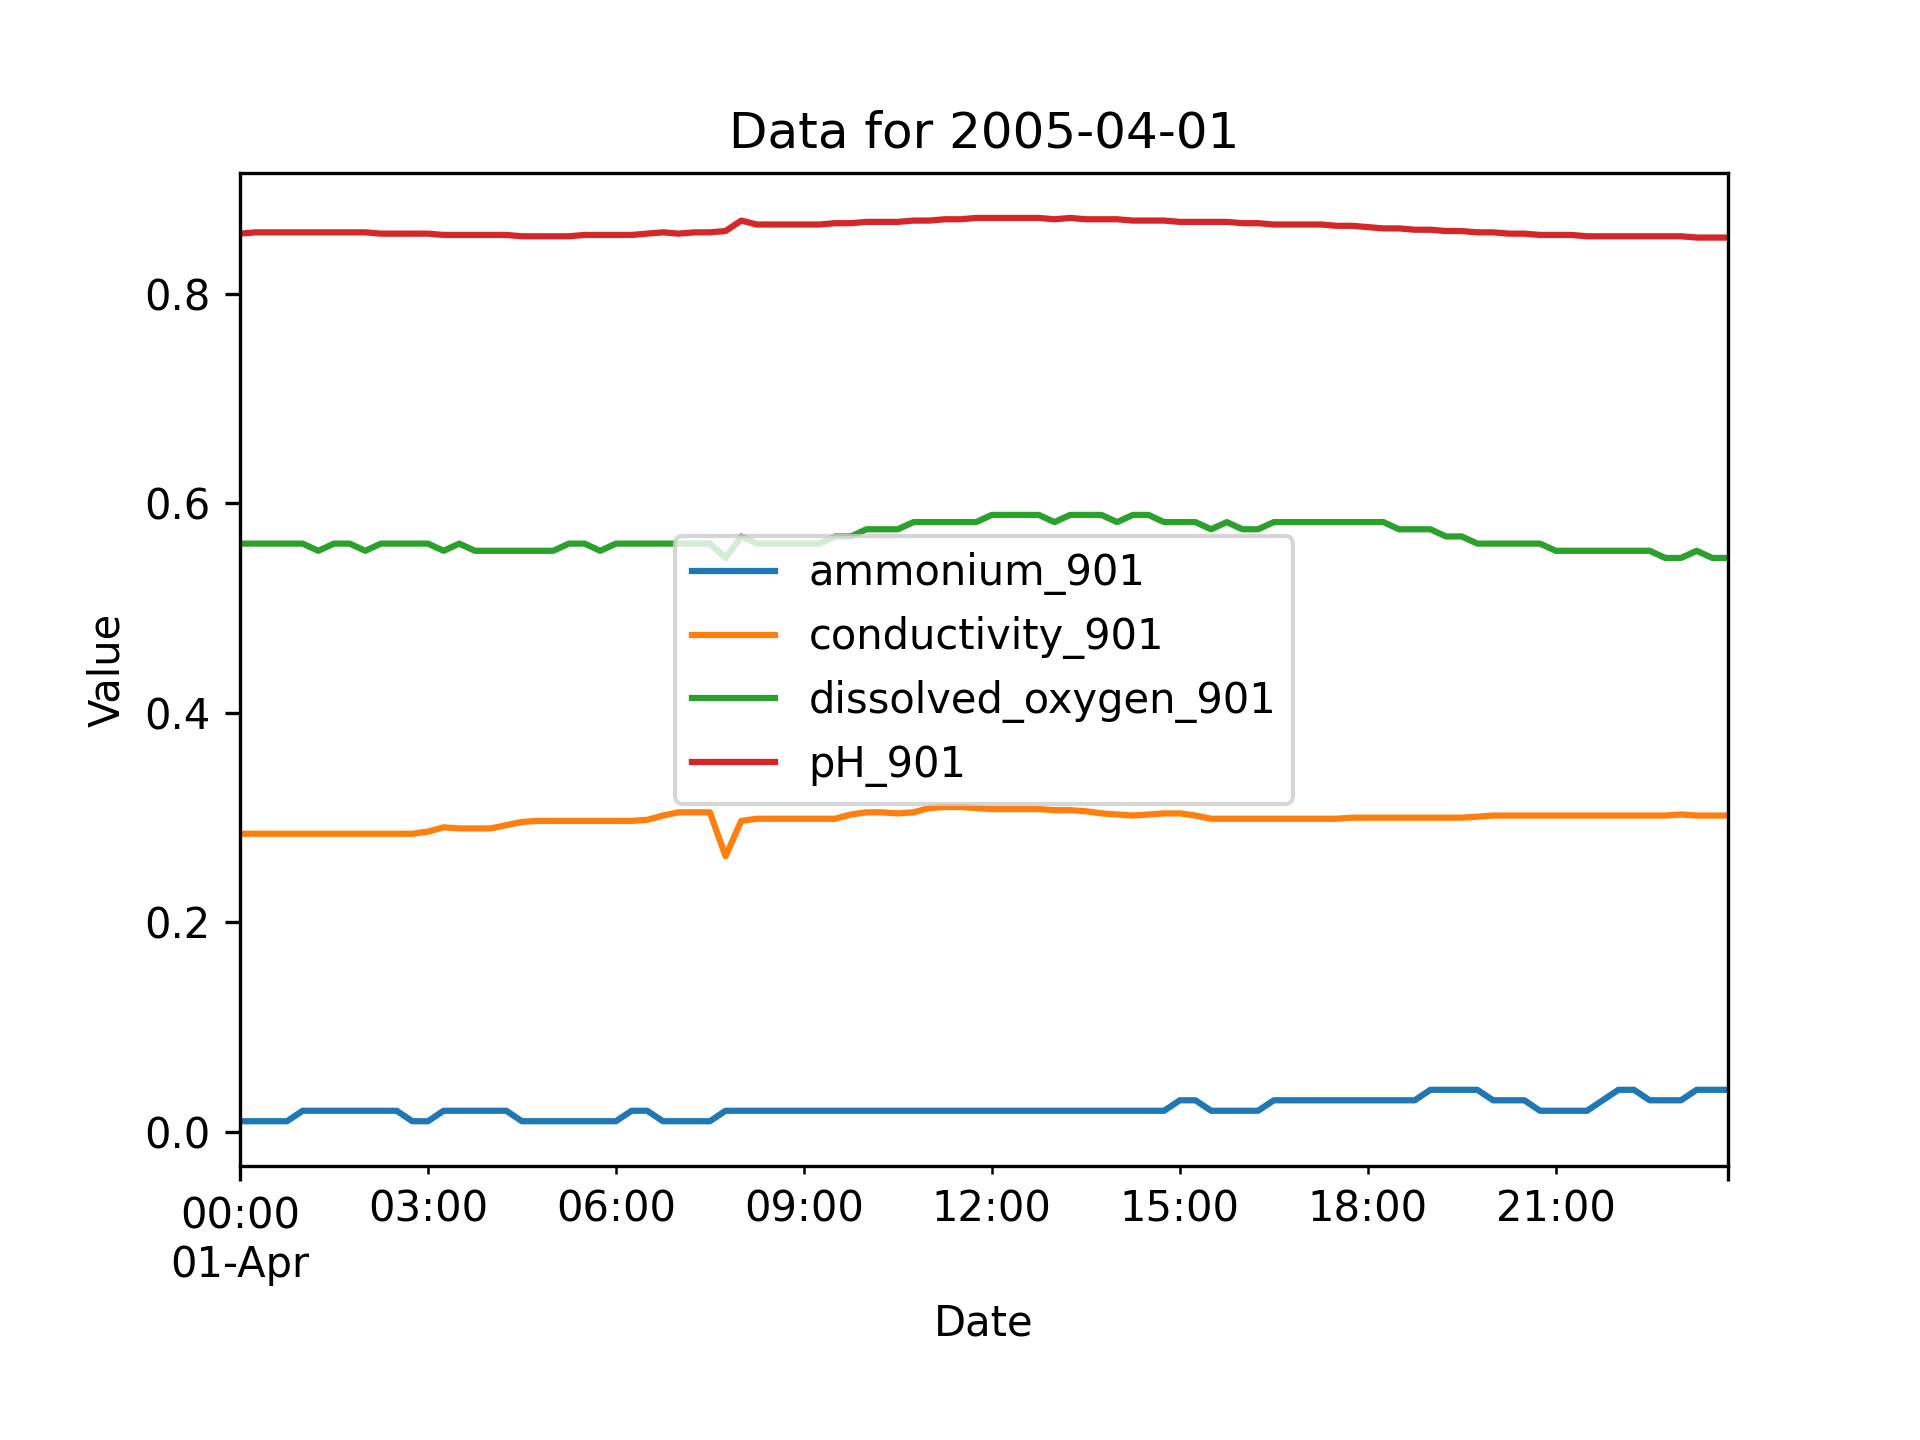 Data for 2005-04-01
Value
0.8
0.6
0.4
0.2
0.0
ammonium_901
conductivity_901
dissolved_oxygen_901
pH_901
00:00 03:00 06:00 09:00 12:00 15:00 18:00 21:00
01-Apr
Date